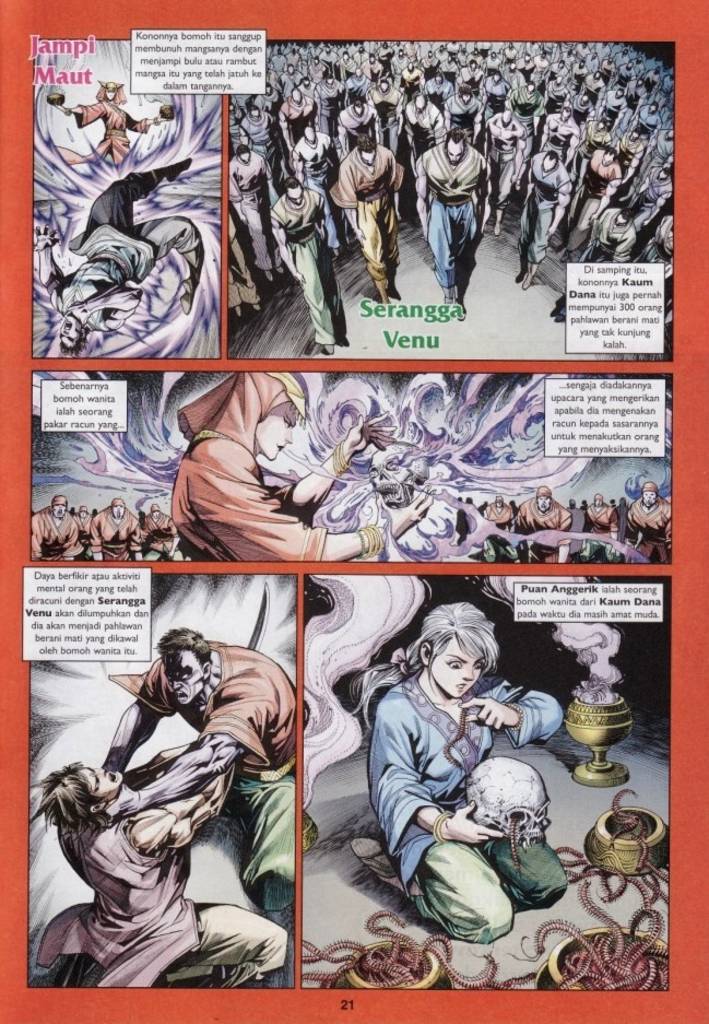 Jampi
Maut
Kononnya bomoh itu sanggup
membunuh mangsanya dengan
menjampi bulu atau rambut
mangsa itu yang telah jatuh ke
dalam tangannya.
Di samping itu,
kononnya Kaum
Dana itu juga pernah
mempunyai 300 orang
pahlawan berani mati
yang tak kunjung
kalah.
Serangga
Venu
Sebenarnya
bomoh wanita
ialah seorang
pakar racun yang...
...sengaja diadakannya
upacara yang mengerikan
apabila dia mengenakan
racun kepada sasarannya
untuk menakutkan orang
yang menyaksikannya.
Daya berfikir atau aktiviti
mental orang yang telah
diracuni dengan Serangga
Venu akan dilumpuhkan dan
dia akan menjadi pahlawan
berani mati yang dikawal
oleh bomoh wanita itu.
Puan Anggerik ialah seorang
bomoh wanita dari Kaum Dana
pada waktu dia masih amat muda.
21